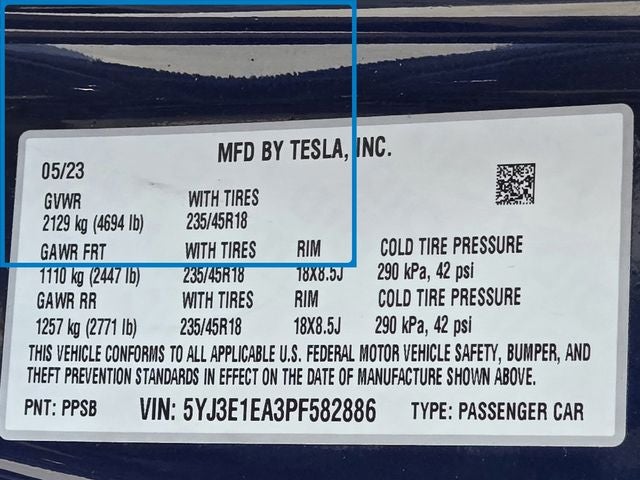 MFD BY TESLA, INC.
05/23
GVWR WITH TIRES
2129 kg (4694 lb) 235/45R18
GAWR FRT WITH TIRES RIM COLD TIRE PRESSURE
1110 kg (2447 lb) 235/45R18 18X8.5J 290 kPa, 42 psi
GAWR RR WITH TIRES RIM COLD TIRE PRESSURE
1257 kg (2771 lb) 235/45R18 18X8.5J 290 kPa, 42 psi
THIS VEHICLE CONFORMS TO ALL APPLICABLE U.S. FEDERAL MOTOR VEHICLE SAFETY, BUMPER, AND
THEFT PREVENTION STANDARDS IN EFFECT ON THE DATE OF MANUFACTURE SHOWN ABOVE.
PNT: PPSB VIN: 5YJ3E1EA3PF582886 TYPE: PASSENGER CAR